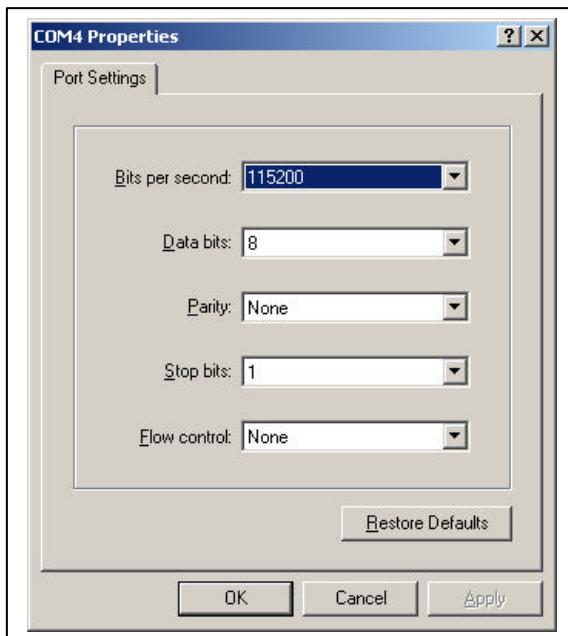 COM4 Properties
Port Settings
Bits per second: 115200
Data bits: 8
Parity: None
Stop bits: 1
Flow control: None
Restore Defaults
OK Cancel Apply